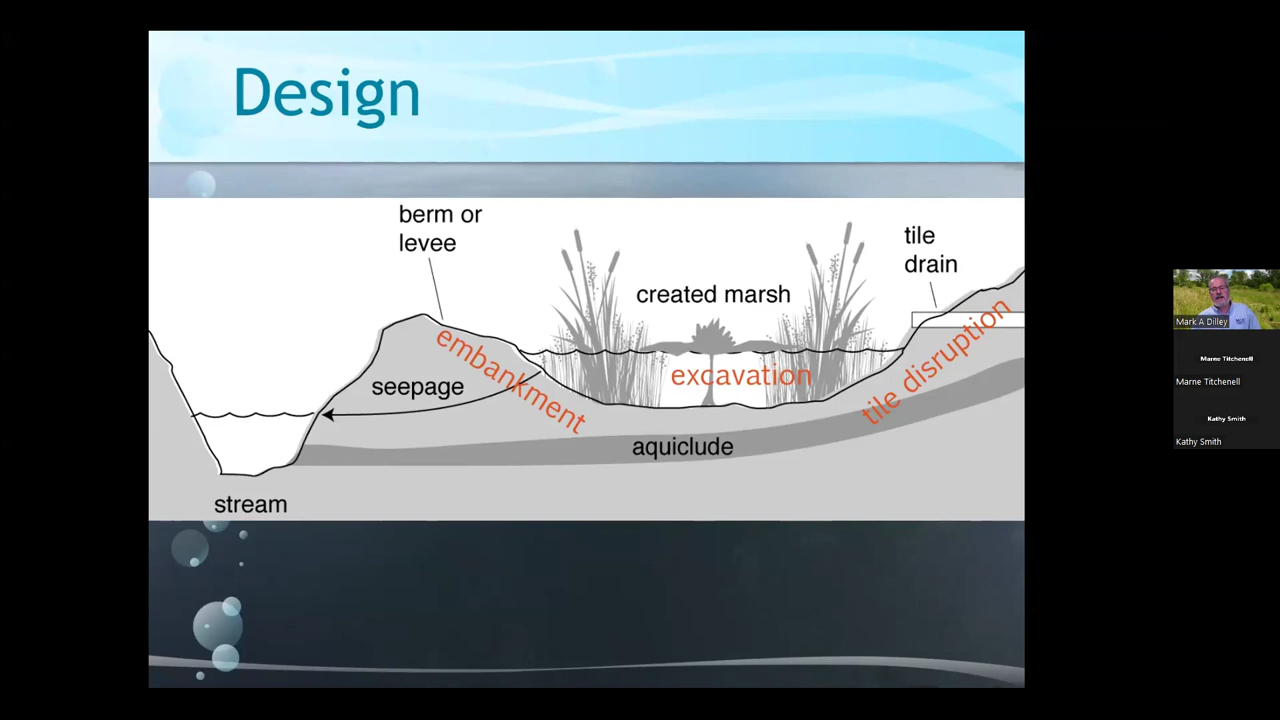 Design
berm or
levee
tile
drain
created marsh
embankment
excavation
tile disruption
seepage
aquiclude
stream
Mark A Dilley
Marne Titchenell
Marne Titchenell
Kathy Smith
Kathy Smith